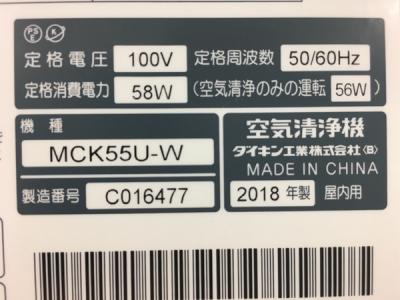 PS E
定格電圧 100V 定格周波数 50/60Hz
定格消費電力 58W (空気清浄のみの運転 56W)
機種
MCK55U-W
製造番号 C016477
空気清浄機
ダイキン工業株式会社(B)
MADE IN CHINA
2018 年製 屋内用